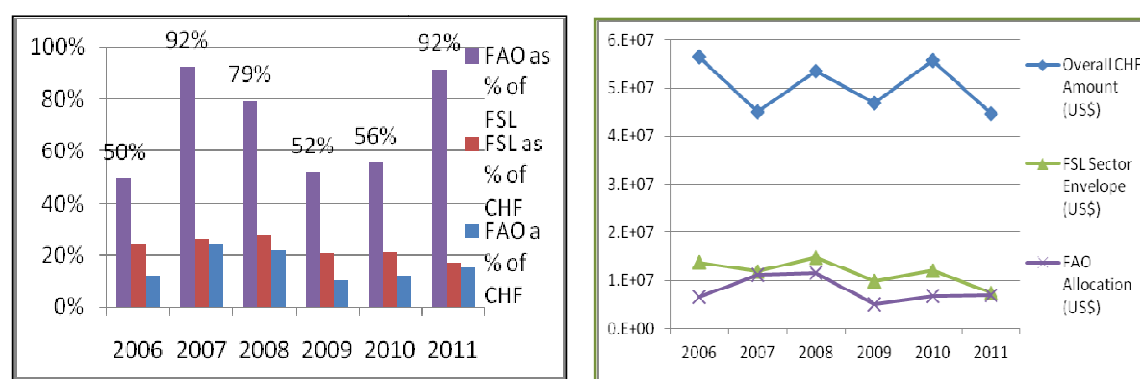 100%
80%
60%
40%
20%
0%
50%
92%
79%
52%
56%
92%
2006 2007 2008 2009 2010 2011
FAO as
% of
FSL
FSL as
% of
CHF
FAO a
% of
CHF
6.E+07
5.E+07
4.E+07
3.E+07
2.E+07
1.E+07
0.E+00
2006 2007 2008 2009 2010 2011
Overall CHF
Amount
(US$)
FSL Sector
Envelope
(US$)
FAO
Allocation
(US$)